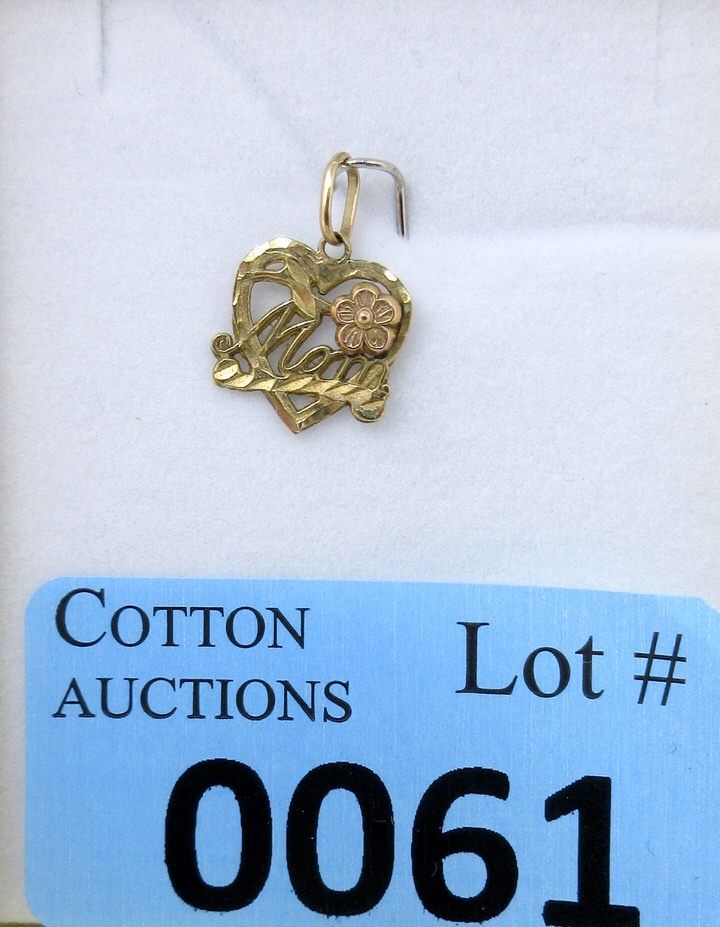 Mom
COTTON
AUCTIONS
Lot #
0061